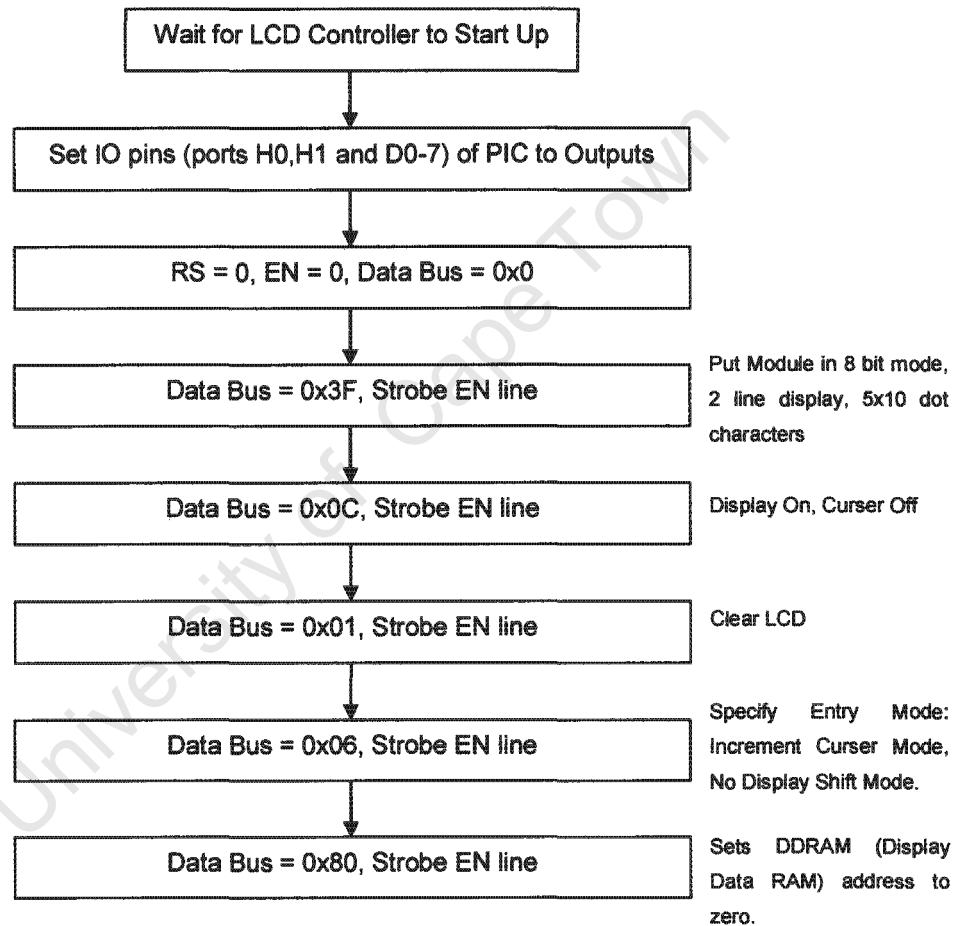 Wait for LCD Controller to Start Up
Set IO pins (ports H0,H1 and D0-7) of PIC to Outputs
RS = 0, EN = 0, Data Bus = 0x0
Data Bus = 0x3F, Strobe EN line
Put Module in 8 bit mode,
2 line display, 5x10 dot
characters
Data Bus = 0x0C, Strobe EN line
Display On, Curser Off
Data Bus = 0x01, Strobe EN line
Clear LCD
Data Bus = 0x06, Strobe EN line
Specify Entry Mode:
Increment Curser Mode,
No Display Shift Mode.
Data Bus = 0x80, Strobe EN line
Sets DDRAM (Display
Data RAM) address to
zero.
University of Cape Town